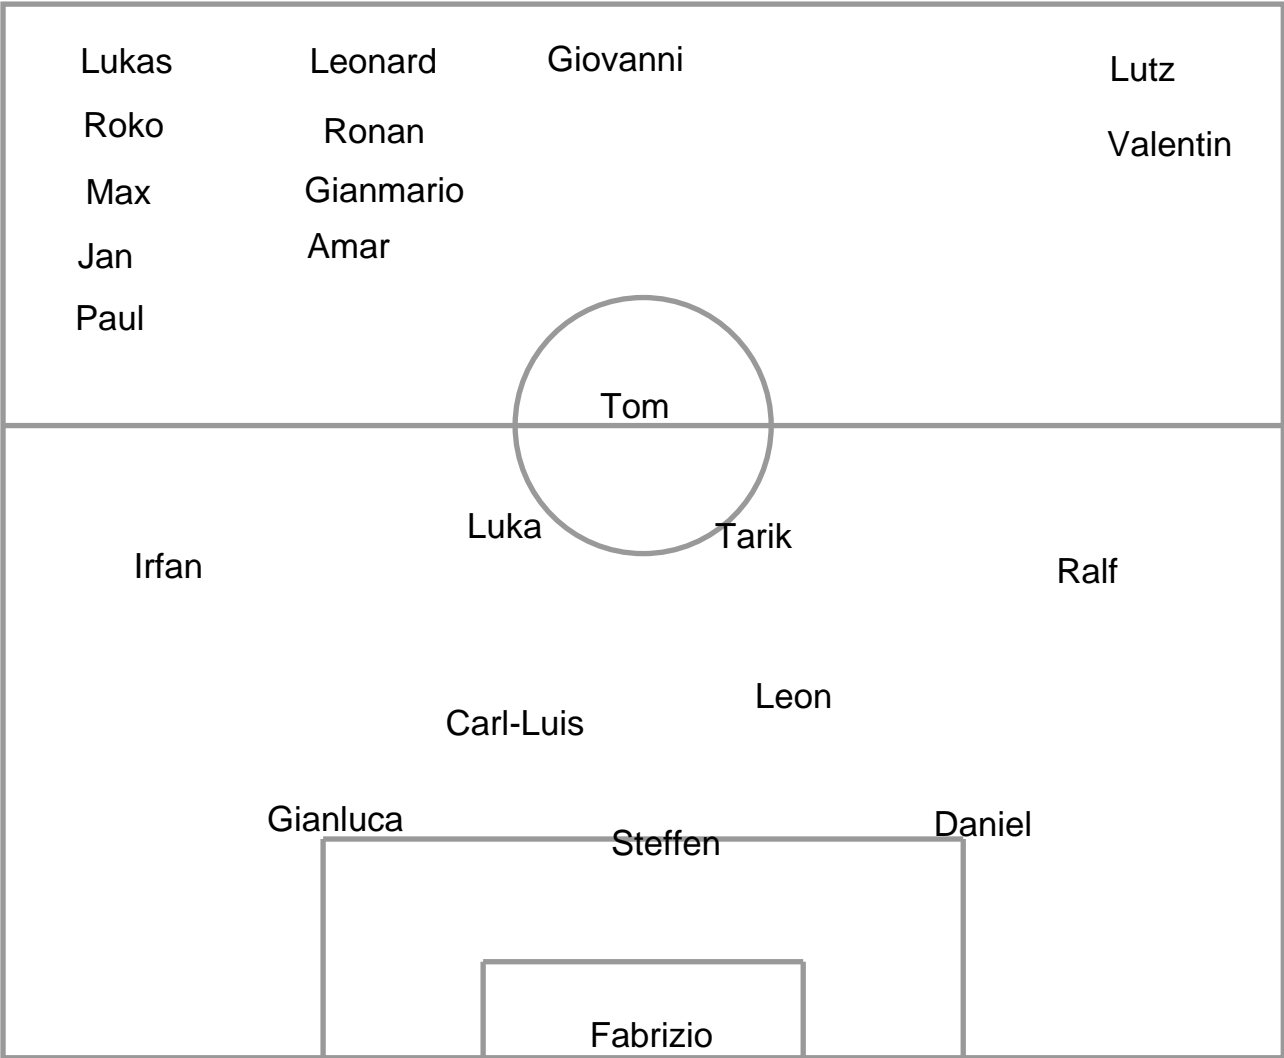 Lukas
Leonard
Giovanni
Lutz
Roko
Ronan
Valentin
Max
Gianmario
Jan
Amar
Paul
Tom
Luka
Tarik
Irfan
Ralf
Leon
Carl-Luis
Gianluca
Steffen
Daniel
Fabrizio